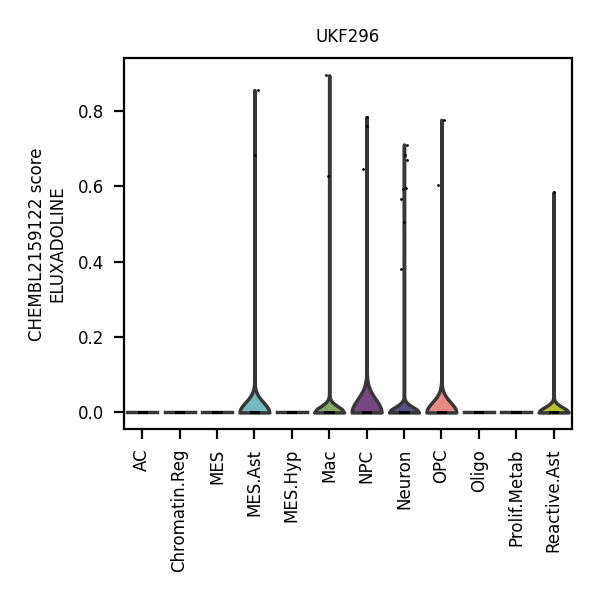 UKF296
CHEMBL2159122 score
ELUXADOLINE
0.8
0.6
0.4
0.2
0.0
AC
Chromatin.Reg
MES
MES.Ast
MES.Hyp
Mac
NPC
Neuron
OPC
Oligo
Prolif.Metab
Reactive.Ast